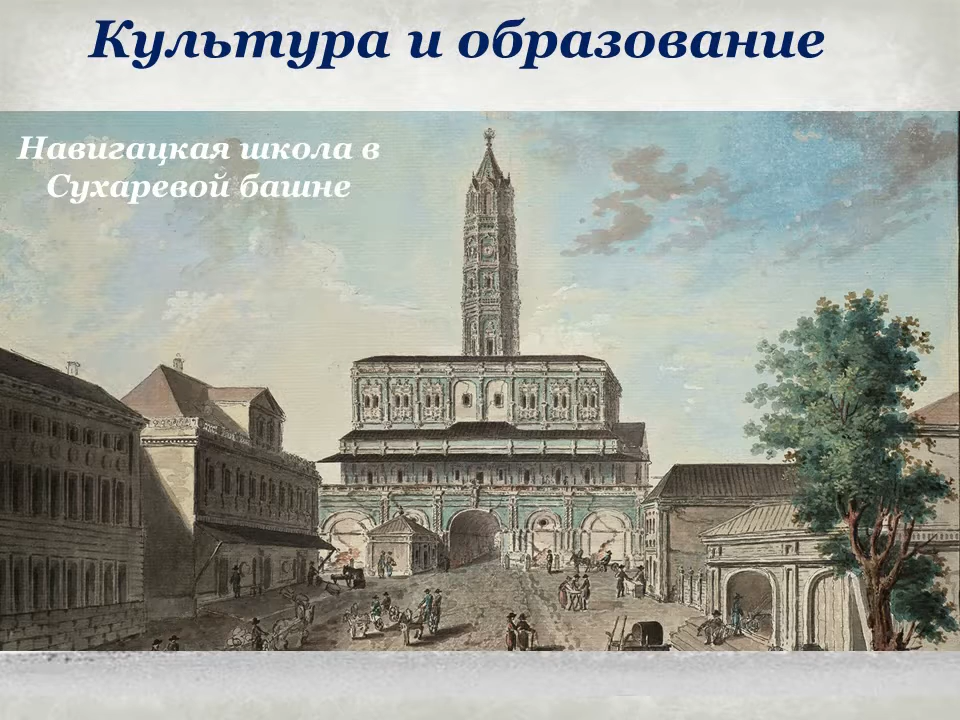 Культура и образование
Навигацкая школа в
Сухаревой башне